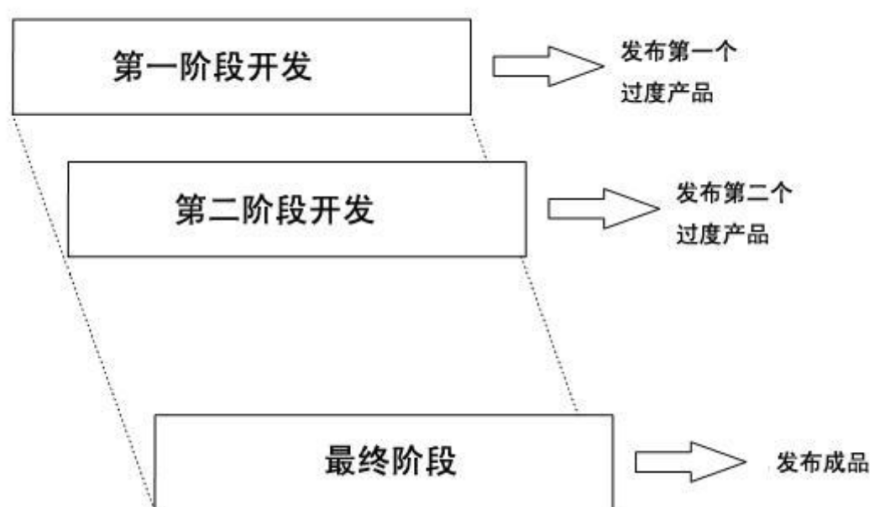 第一阶段开发
发布第一个
过度产品
第二阶段开发
发布第二个
过度产品
最终阶段
发布成品